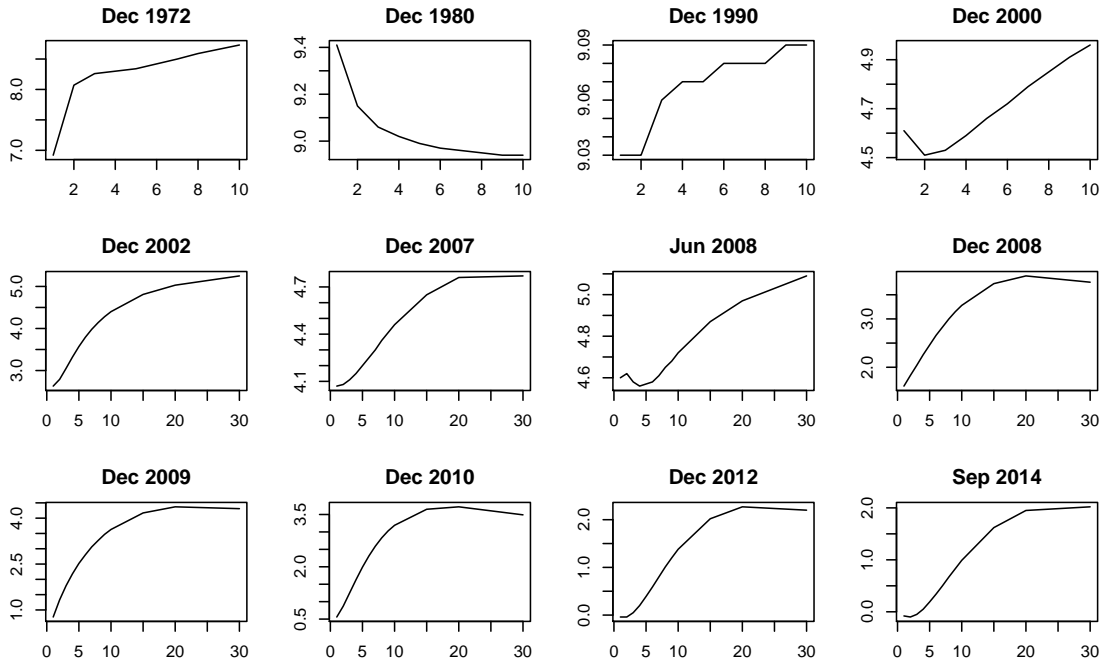 Dec 1972 Dec 1980 Dec 1990 Dec 2000
7.0 8.0 9.0 9.2 9.4 9.03 9.06 9.09 4.5 4.7 4.9
2 4 6 8 10 2 4 6 8 10 2 4 6 8 10 2 4 6 8 10
Dec 2002 Dec 2007 Jun 2008 Dec 2008
3.0 4.0 5.0 4.1 4.4 4.7 4.6 4.8 5.0 2.0 3.0
0 5 10 20 30 0 5 10 20 30 0 5 10 20 30 0 5 10 20 30
Dec 2009 Dec 2010 Dec 2012 Sep 2014
1.0 2.5 4.0 0.5 2.0 3.5 0.0 1.0 2.0 0.0 1.0 2.0
0 5 10 20 30 0 5 10 20 30 0 5 10 20 30 0 5 10 20 30